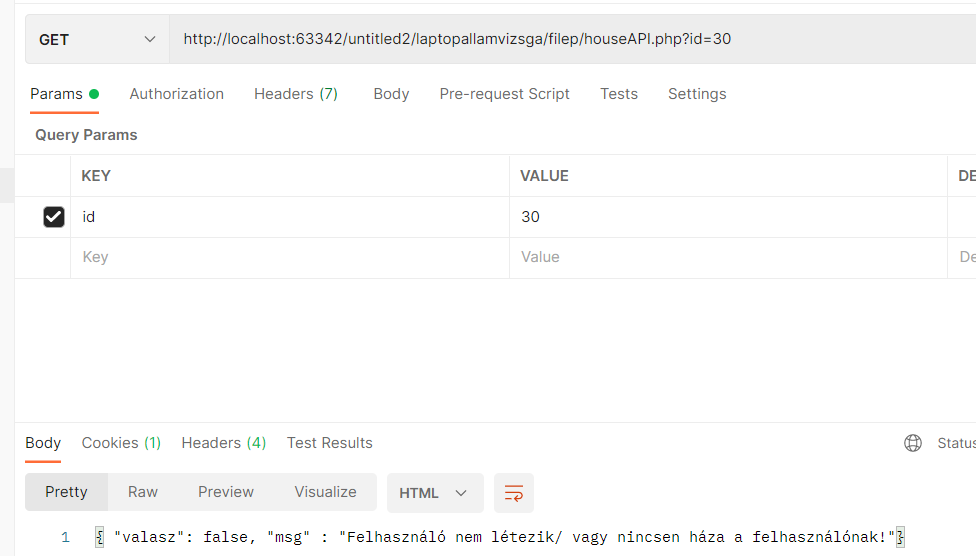 GET http://localhost:63342/untitled2/laptopallamvizsga/filep/houseAPI.php?id=30
Params Authorization Headers (7) Body Pre-request Script Tests Settings
Query Params
KEY VALUE DE
id 30
Key Value De
Body Cookies (1) Headers (4) Test Results Status
Pretty Raw Preview Visualize HTML
1 { "valasz": false, "msg" : "Felhasználó nem létezik/ vagy nincsen háza a felhasználónak!"}